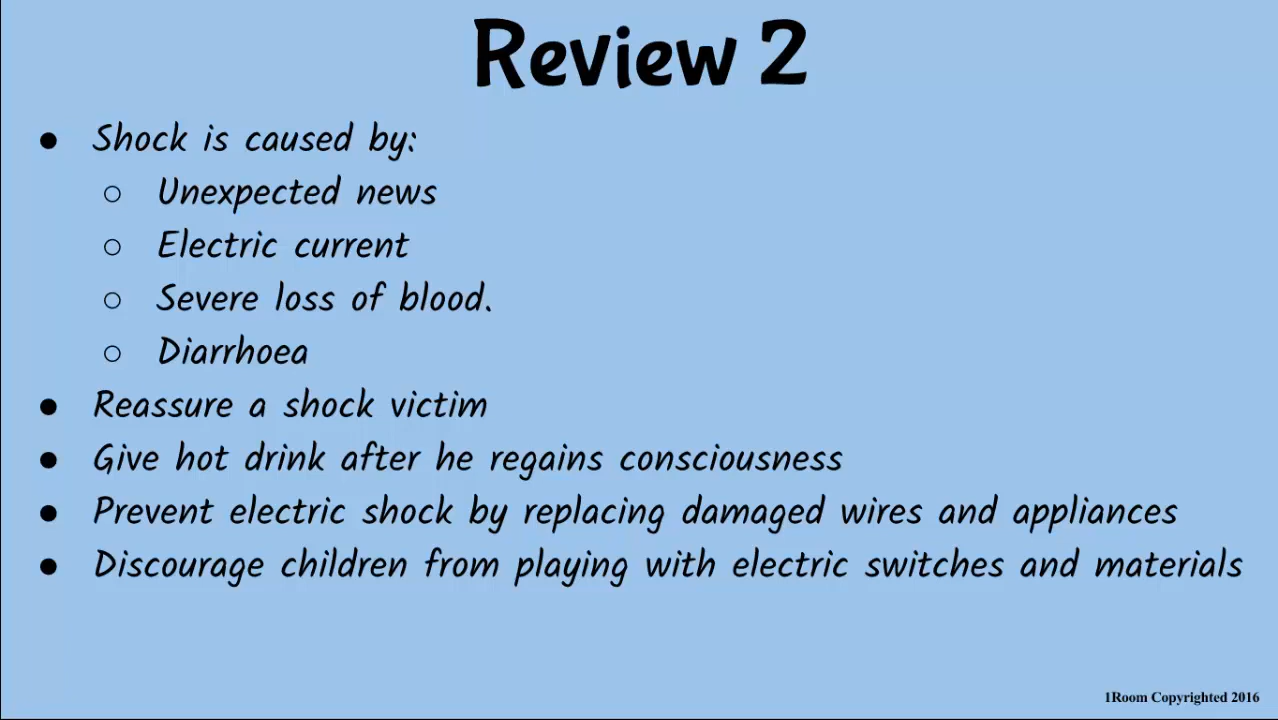 Review 2
● Shock is caused by:
○ Unexpected news
○ Electric current
○ Severe loss of blood.
○ Diarrhoea
● Reassure a shock victim
● Give hot drink after he regains consciousness
● Prevent electric shock by replacing damaged wires and appliances
● Discourage children from playing with electric switches and materials
1Room Copyrighted 2016